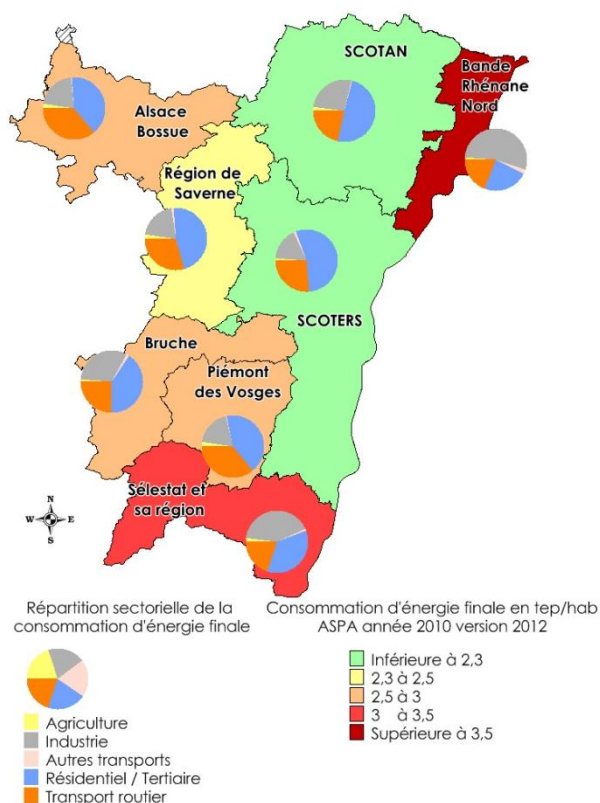 SCOTAN
Bande
Rhénane
Nord
Alsace
Bossue
Région de
Saverne
SCOTERS
Bruche
Piémont
des Vosges
Sélestat et
sa région
N
W E
S
Répartition sectorielle de la
consommation d'énergie finale
Agriculture
Industrie
Autres transports
Résidentiel / Tertiaire
Transport routier
Consommation d'énergie finale en tep/hab
ASPA année 2010 version 2012
Inférieure à 2,3
2,3 à 2,5
2,5 à 3
3 à 3,5
Supérieure à 3,5